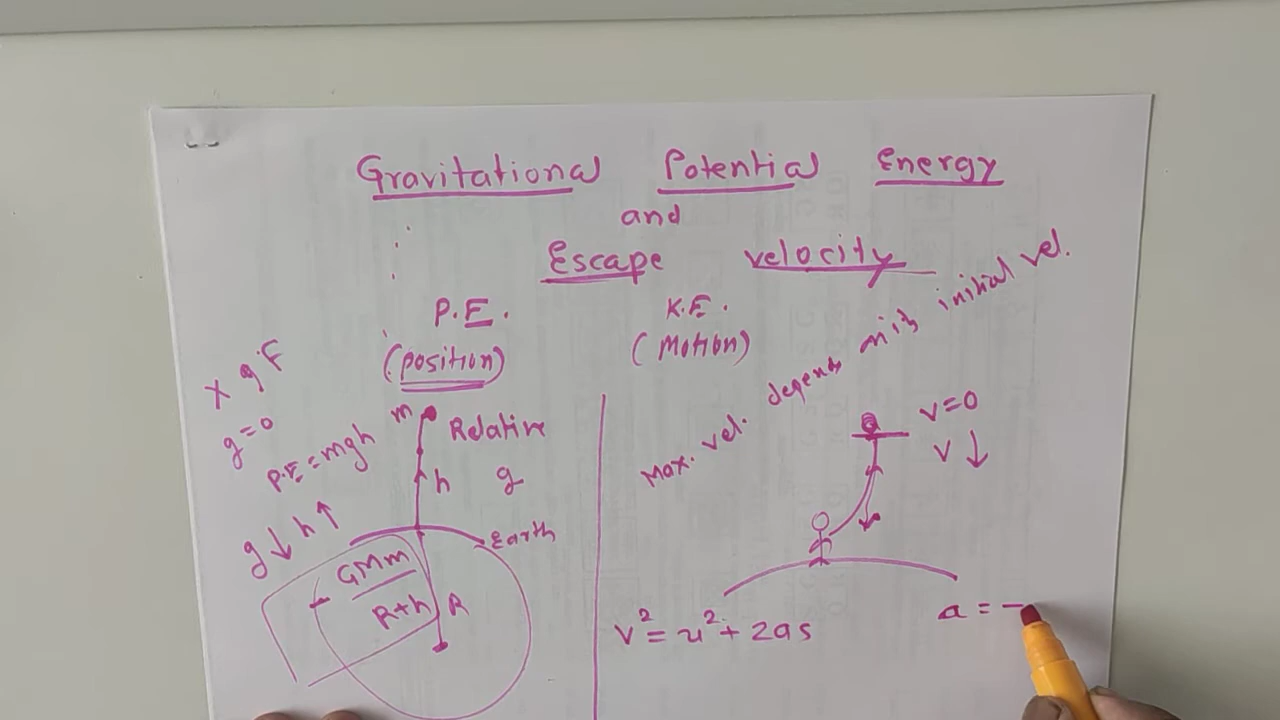 Gravitational Potential Energy
and
Escape velocity
P.E.
(position)
K.E.
(Motion)
x g.F
g=0
P.E=mgh
g↓ h↑
m
Relative
h g
Earth
- GMm
R+h
R
Max. vel. depends initial vel.
v=0
v ↓
v²= u²+ 2as
a = -